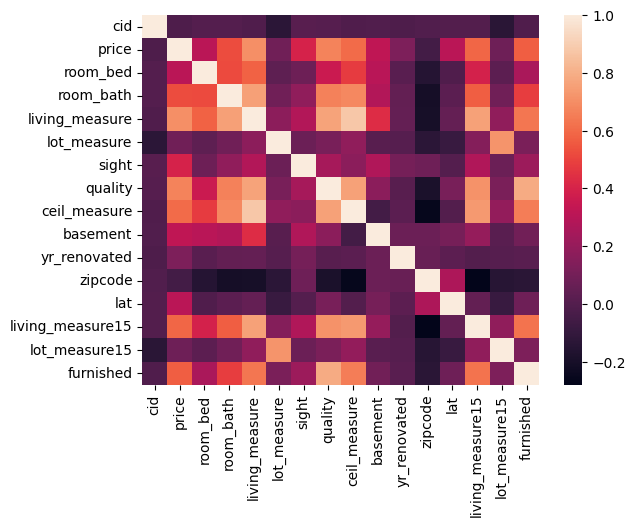 cid
price
room_bed
room_bath
living_measure
lot_measure
sight
quality
ceil_measure
basement
yr_renovated
zipcode
lat
living_measure15
lot_measure15
furnished
cid
price
room_bed
room_bath
living_measure
lot_measure
sight
quality
ceil_measure
basement
yr_renovated
zipcode
lat
living_measure15
lot_measure15
furnished
1.0
0.8
0.6
0.4
0.2
0.0
−0.2